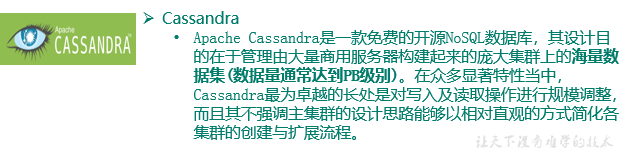 Apache
CASSANDRA
Cassandra
Apache Cassandra是一款免费的开源NoSQL数据库，其设计目
的在于管理由大量商用服务器构建起来的庞大集群上的海量数
据集(数据量通常达到PB级别)。在众多显著特性当中，
Cassandra最为卓越的长处是对写入及读取操作进行规模调整，
而且其不强调主集群的设计思路能够以相对直观的方式简化各
集群的创建与扩展流程。
让天下没有难学的技术